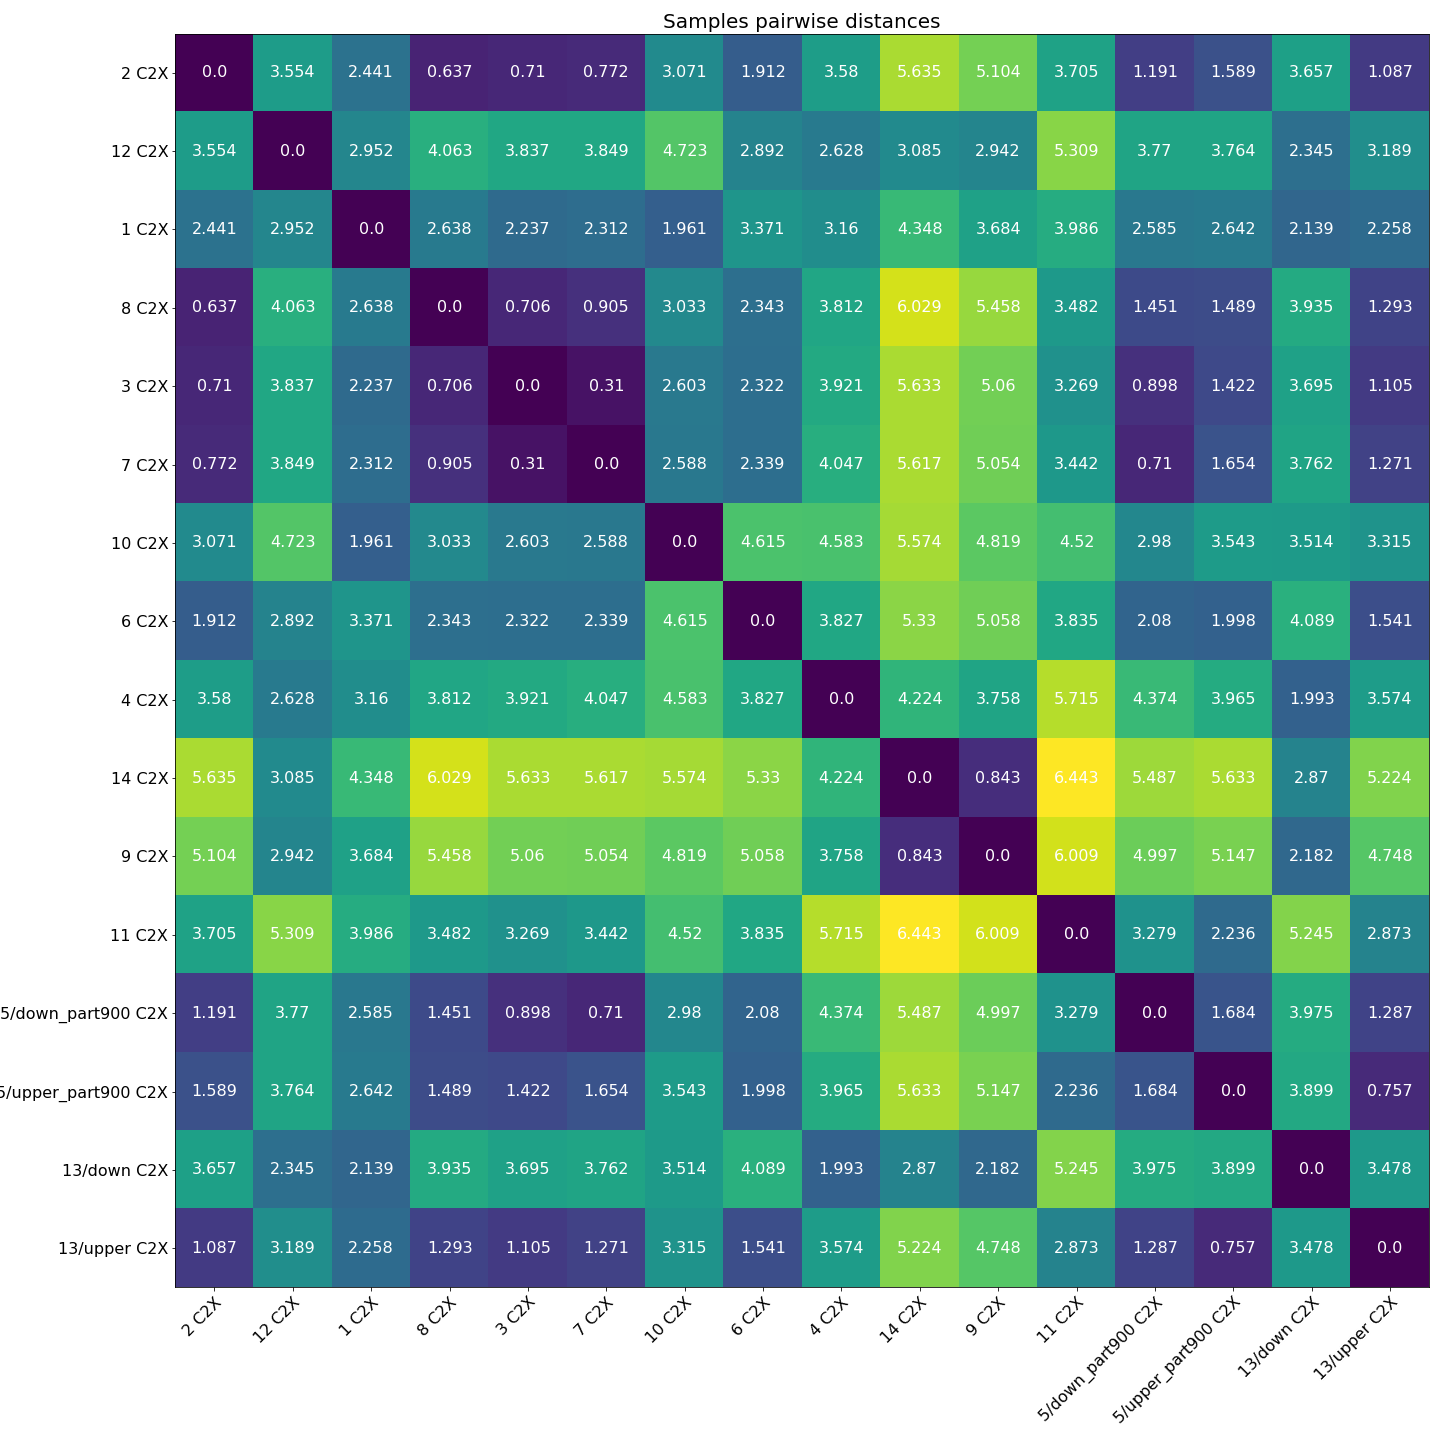 Samples pairwise distances
2 C2X 0.0 3.554 2.441 0.637 0.71 0.772 3.071 1.912 3.58 5.635 5.104 3.705 1.191 1.589 3.657 1.087
12 C2X 3.554 0.0 2.952 4.063 3.837 3.849 4.723 2.892 2.628 3.085 2.942 5.309 3.77 3.764 2.345 3.189
1 C2X 2.441 2.952 0.0 2.638 2.237 2.312 1.961 3.371 3.16 4.348 3.684 3.986 2.585 2.642 2.139 2.258
8 C2X 0.637 4.063 2.638 0.0 0.706 0.905 3.033 2.343 3.812 6.029 5.458 3.482 1.451 1.489 3.935 1.293
3 C2X 0.71 3.837 2.237 0.706 0.0 0.31 2.603 2.322 3.921 5.633 5.06 3.269 0.898 1.422 3.695 1.105
7 C2X 0.772 3.849 2.312 0.905 0.31 0.0 2.588 2.339 4.047 5.617 5.054 3.442 0.71 1.654 3.762 1.271
10 C2X 3.071 4.723 1.961 3.033 2.603 2.588 0.0 4.615 4.583 5.574 4.819 4.52 2.98 3.543 3.514 3.315
6 C2X 1.912 2.892 3.371 2.343 2.322 2.339 4.615 0.0 3.827 5.33 5.058 3.835 2.08 1.998 4.089 1.541
4 C2X 3.58 2.628 3.16 3.812 3.921 4.047 4.583 3.827 0.0 4.224 3.758 5.715 4.374 3.965 1.993 3.574
14 C2X 5.635 3.085 4.348 6.029 5.633 5.617 5.574 5.33 4.224 0.0 0.843 6.443 5.487 5.633 2.87 5.224
9 C2X 5.104 2.942 3.684 5.458 5.06 5.054 4.819 5.058 3.758 0.843 0.0 6.009 4.997 5.147 2.182 4.748
11 C2X 3.705 5.309 3.986 3.482 3.269 3.442 4.52 3.835 5.715 6.443 6.009 0.0 3.279 2.236 5.245 2.873
5/down_part900 C2X 1.191 3.77 2.585 1.451 0.898 0.71 2.98 2.08 4.374 5.487 4.997 3.279 0.0 1.684 3.975 1.287
5/upper_part900 C2X 1.589 3.764 2.642 1.489 1.422 1.654 3.543 1.998 3.965 5.633 5.147 2.236 1.684 0.0 3.899 0.757
13/down C2X 3.657 2.345 2.139 3.935 3.695 3.762 3.514 4.089 1.993 2.87 2.182 5.245 3.975 3.899 0.0 3.478
13/upper C2X 1.087 3.189 2.258 1.293 1.105 1.271 3.315 1.541 3.574 5.224 4.748 2.873 1.287 0.757 3.478 0.0
2 C2X 12 C2X 1 C2X 8 C2X 3 C2X 7 C2X 10 C2X 6 C2X 4 C2X 14 C2X 9 C2X 11 C2X 5/down_part900 C2X 5/upper_part900 C2X 13/down C2X 13/upper C2X